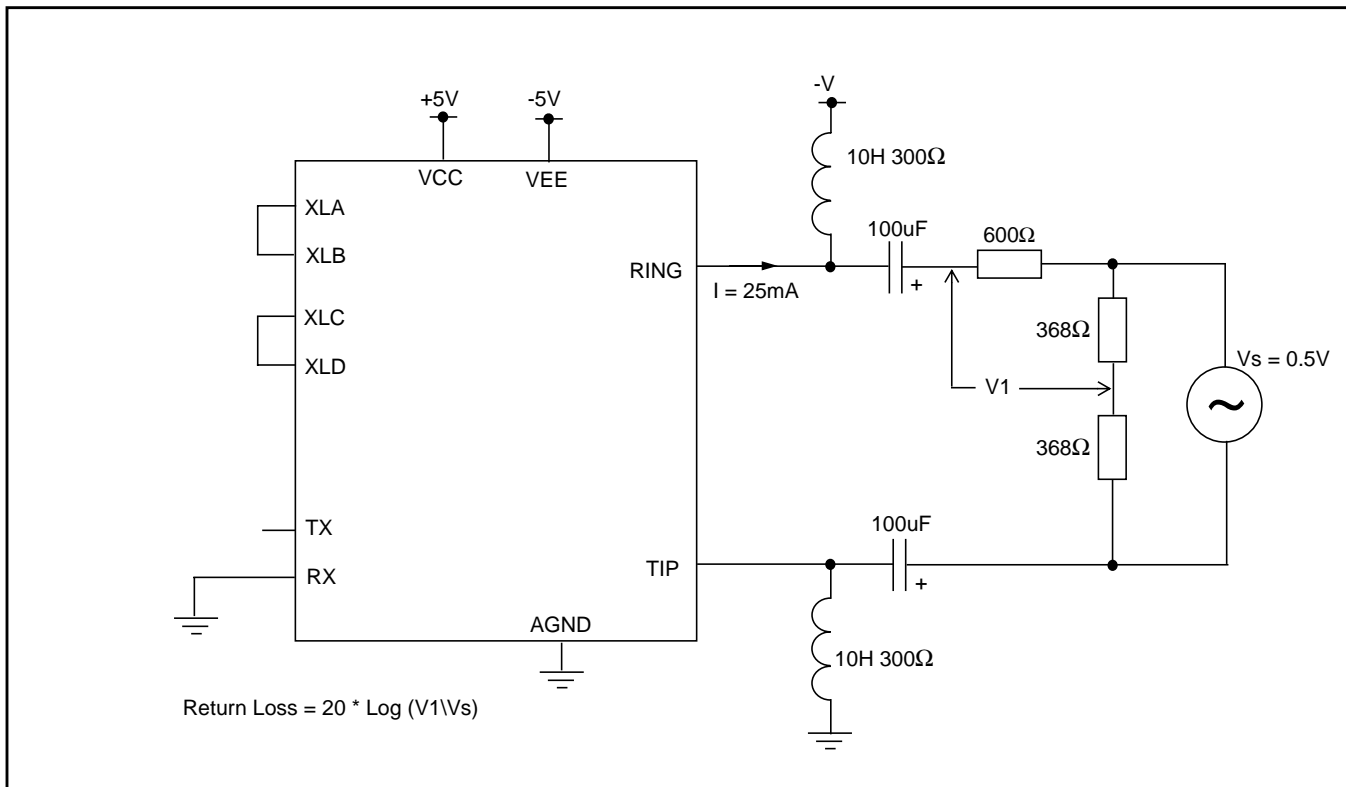 +5V
-5V
-V
10H 300Ω
VCC
VEE
XLA
XLB
100uF
600Ω
RING
+
I = 25mA
XLC
368Ω
XLD
Vs = 0.5V
V1
368Ω
100uF
TX
RX
TIP
+
AGND
10H 300Ω
Return Loss = 20 * Log (V1\Vs)